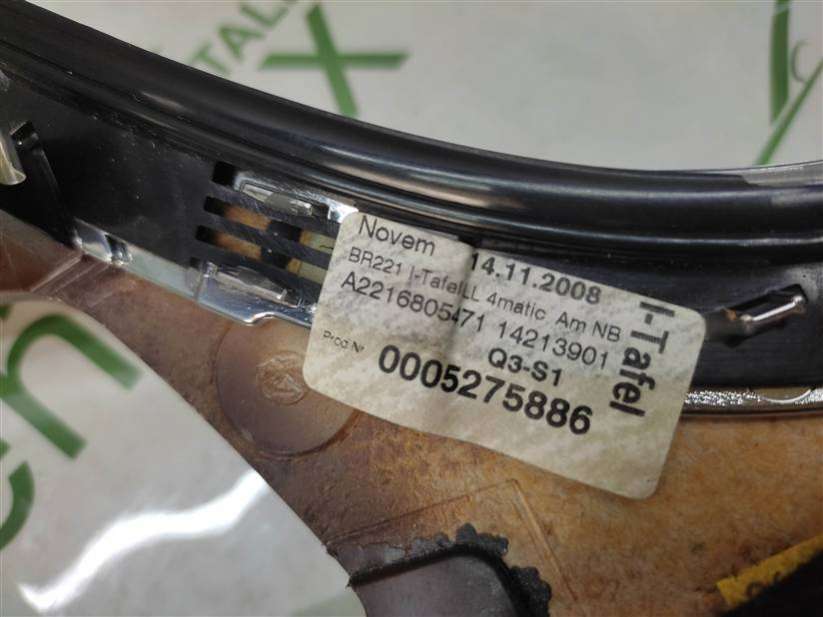 Novem 14.11.2008
BR221 I-TafelLL 4matic Am NB
A2216805471 14213901
Q3-S1
Prod.Nr 0005275886
I-Tafel